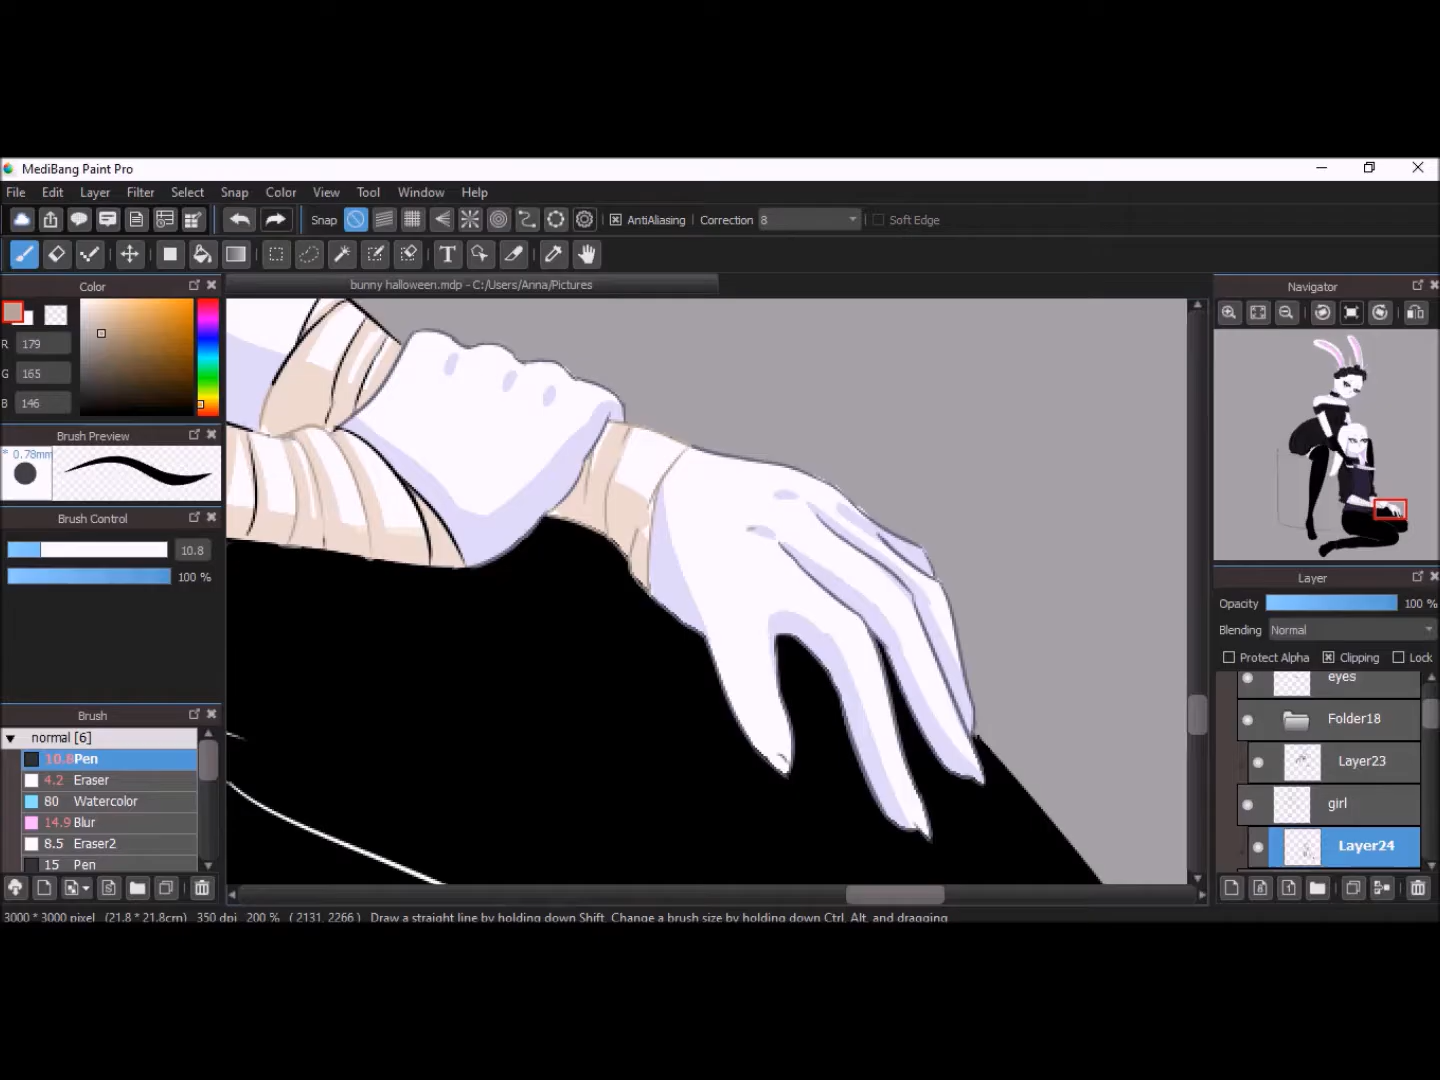 MediBang Paint Pro
File Edit Layer Filter Select Snap Color View Tool Window Help
Snap AntiAliasing Correction 8 Soft Edge
T
Color
bunny halloween.mdp - C:/Users/Anna/Pictures
Navigator
R 179
G 165
B 146
Brush Preview
* 0.78mm
Brush Control
10.8
100 %
Layer
Opacity 100 %
Blending Normal
Protect Alpha Clipping Lock
eyes
Folder18
Layer23
girl
Layer24
Brush
normal [6]
10.8 Pen
4.2 Eraser
80 Watercolor
14.9 Blur
8.5 Eraser2
15 Pen
3000 * 3000 pixel (21.8 * 21.8cm) 350 dpi 200 % ( 2131, 2266 ) Draw a straight line by holding down Shift. Change a brush size by holding down Ctrl, Alt, and dragging